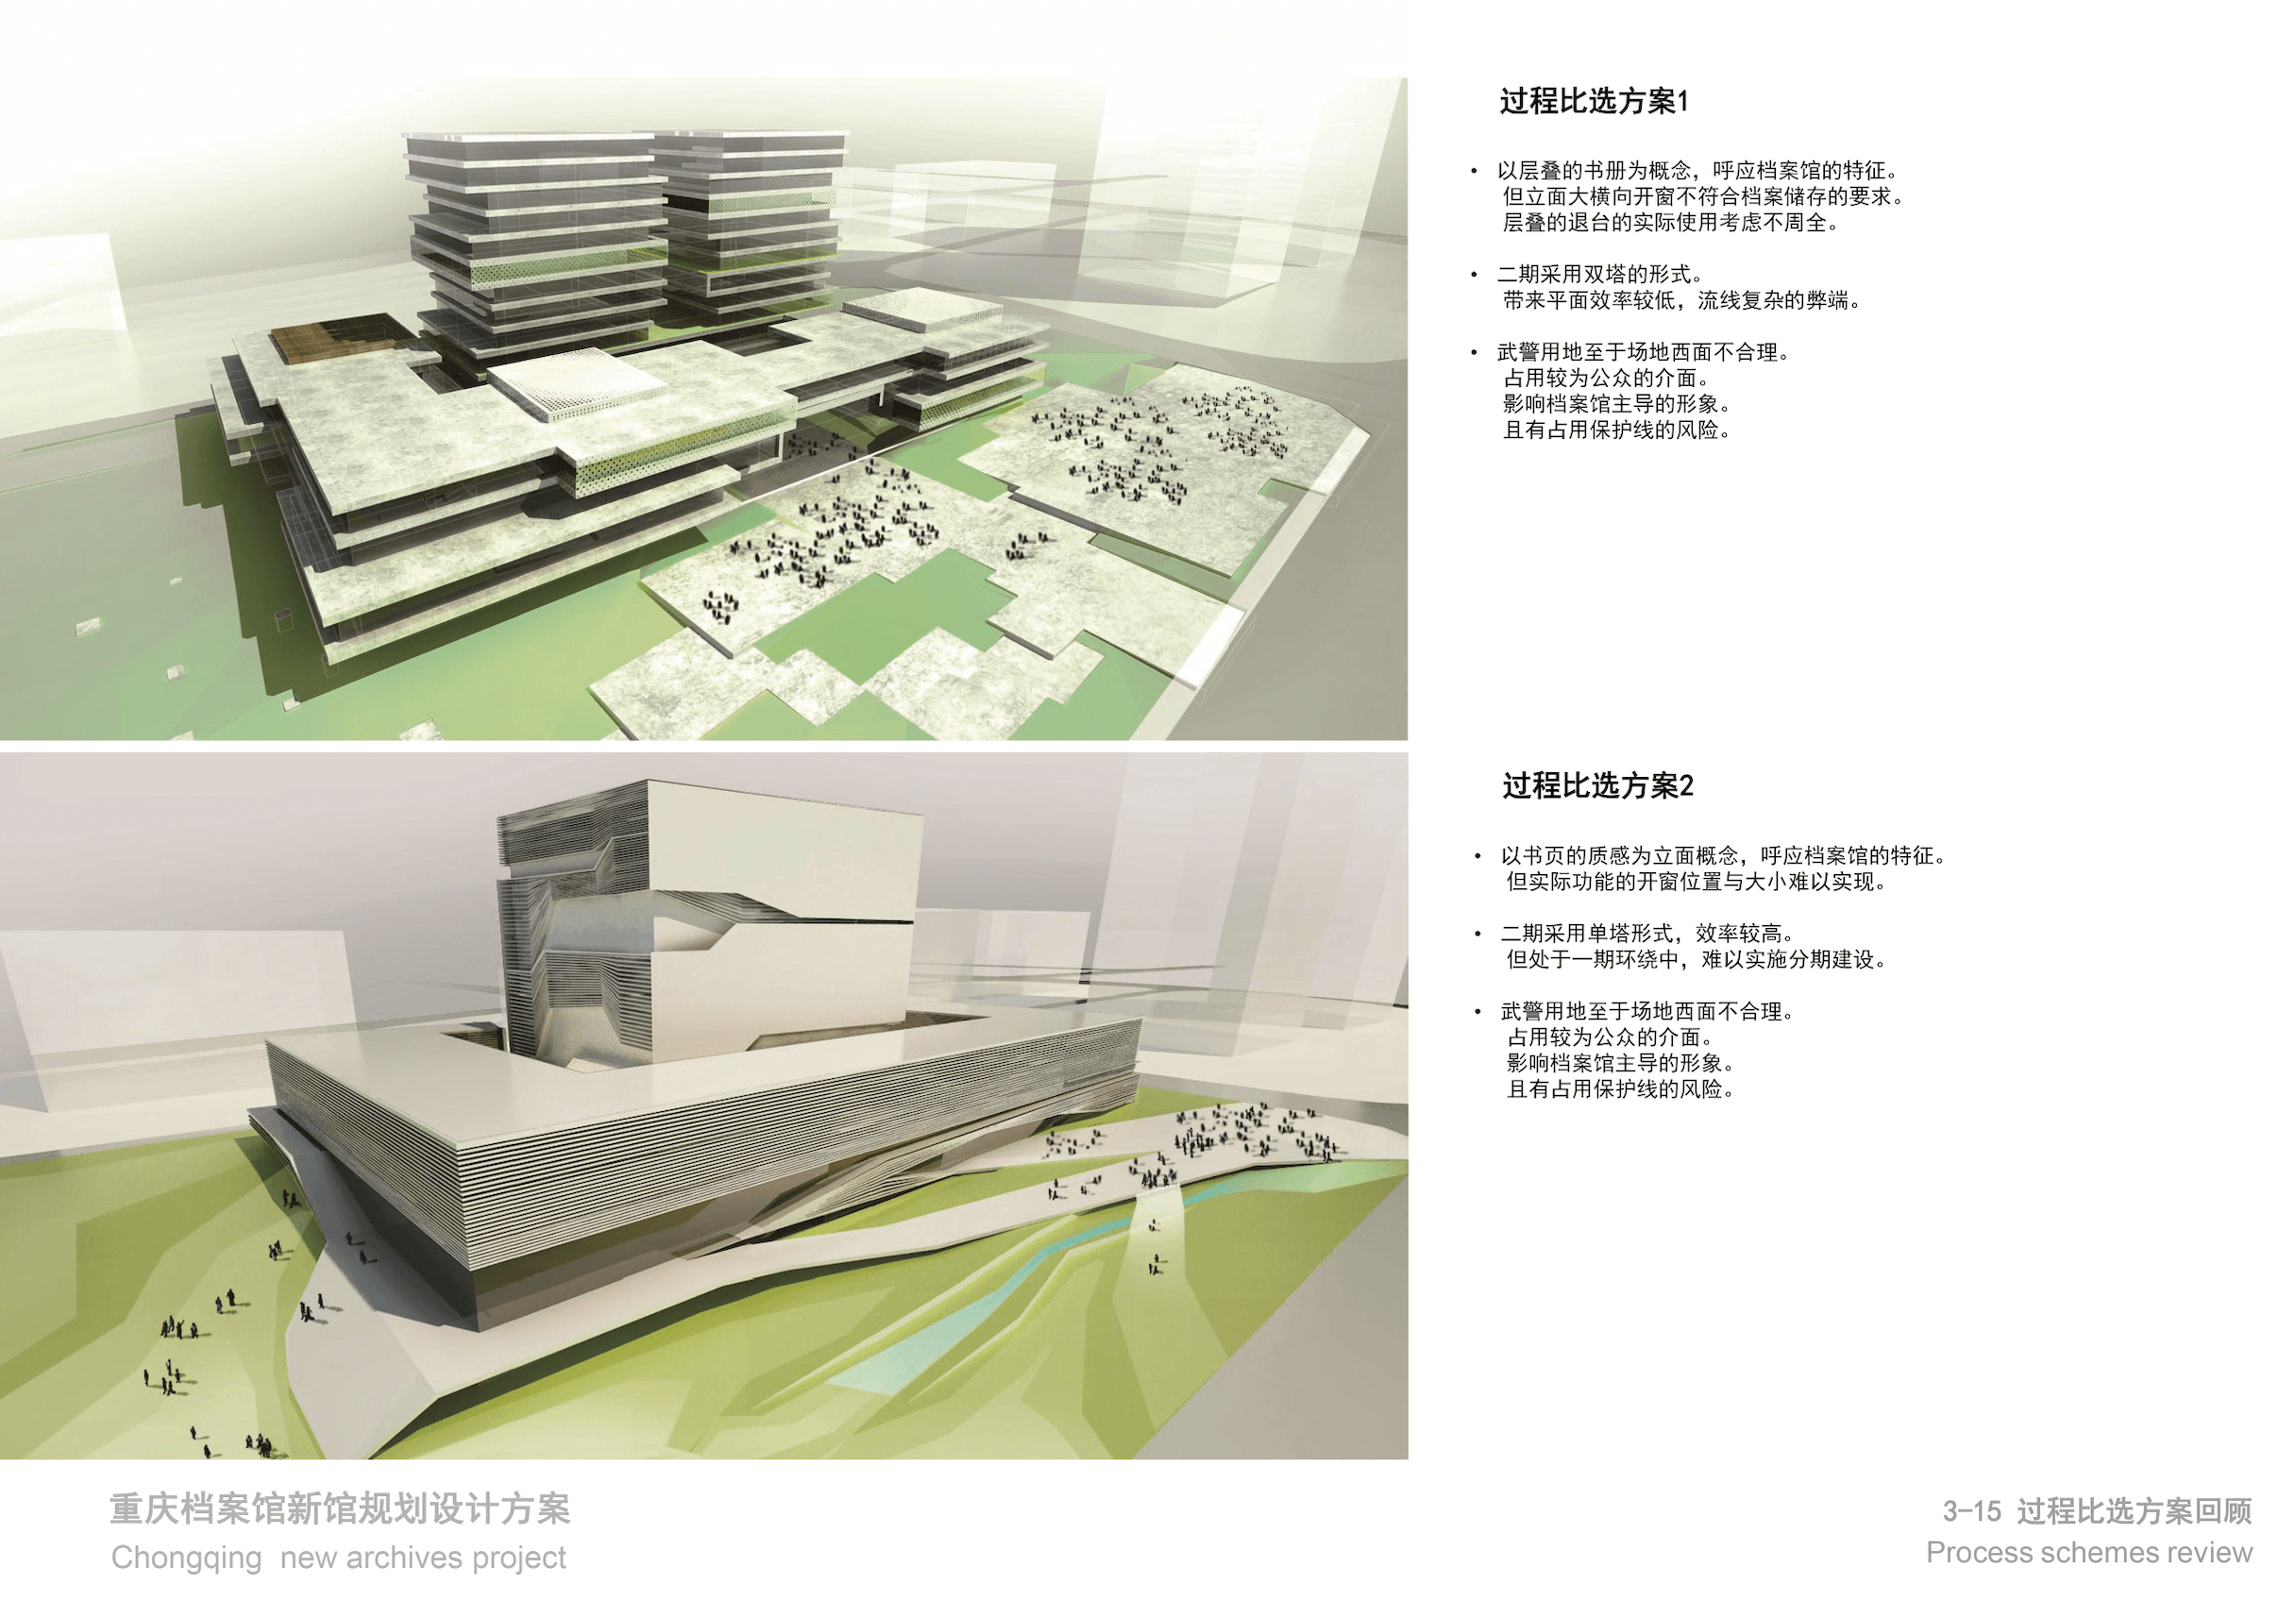 过程比选方案1
• 以层叠的书册为概念，呼应档案馆的特征。
但立面大横向开窗不符合档案储存的要求。
层叠的退台的实际使用考虑不周全。
• 二期采用双塔的形式。
带来平面效率较低，流线复杂的弊端。
• 武警用地至于场地西面不合理。
占用较为公众的介面。
影响档案馆主导的形象。
且有占用保护线的风险。
过程比选方案2
• 以书页的质感为立面概念，呼应档案馆的特征。
但实际功能的开窗位置与大小难以实现。
• 二期采用单塔形式，效率较高。
但处于一期环绕中，难以实施分期建设。
• 武警用地至于场地西面不合理。
占用较为公众的介面。
影响档案馆主导的形象。
且有占用保护线的风险。
重庆档案馆新馆规划设计方案
Chongqing new archives project
3-15 过程比选方案回顾
Process schemes review